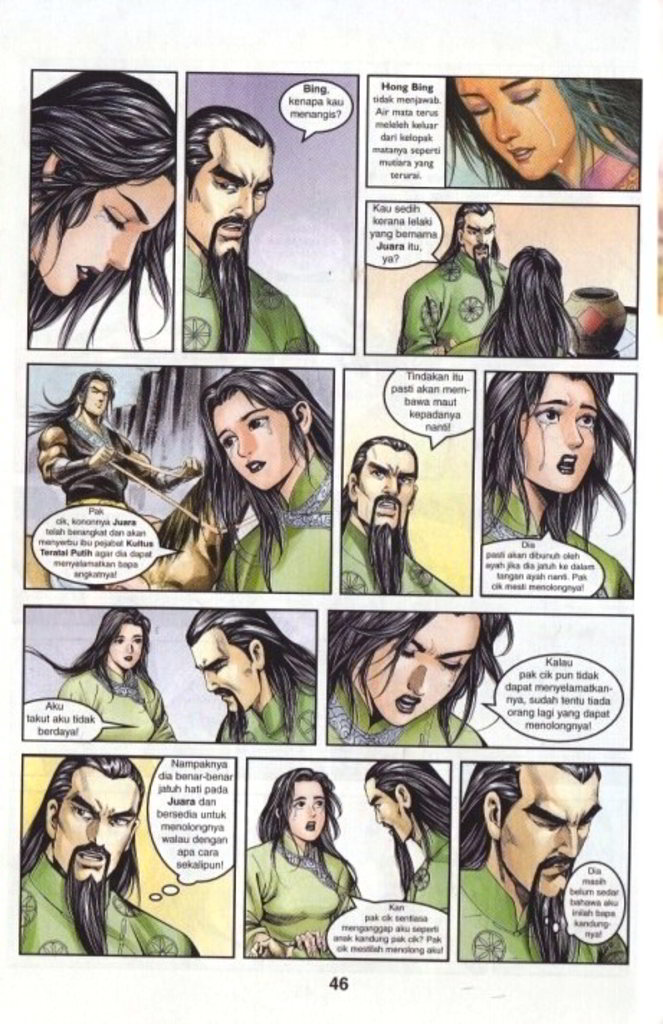 Bing,
kenapa kau
menangis?
Hong Bing
tidak menjawab.
Air mata terus
meleleh keluar
dari kelopak
matanya seperti
mutiara yang
terurai.
Kau sedih
kerana lelaki
yang bernama
Juara itu,
ya?
Pak
cik, kononnya Juara
telah berangkat dan akan
menyerbu ibu pejabat Kultus
Teratai Putih agar dia dapat
menyelamatkan bapa
angkatnya!
Tindakan itu
pasti akan mem-
bawa maut
kepadanya
nanti!
Dia
pasti akan dibunuh oleh
ayah jika dia jatuh ke dalam
tangan ayah nanti. Pak
cik mesti menolongnya!
Aku
takut aku tidak
berdaya!
Kalau
pak cik pun tidak
dapat menyelamatkan-
nya, sudah tentu tiada
orang lagi yang dapat
menolongnya!
Nampaknya
dia benar-benar
jatuh hati pada
Juara dan
bersedia untuk
menolongnya
walau dengan
apa cara
sekalipun!
Kan
pak cik sentiasa
menganggap aku seperti
anak kandung pak cik? Pak
cik mestilah menolong aku!
Dia
masih
belum sedar
bahawa aku
inilah bapa
kandung-
nya!
46